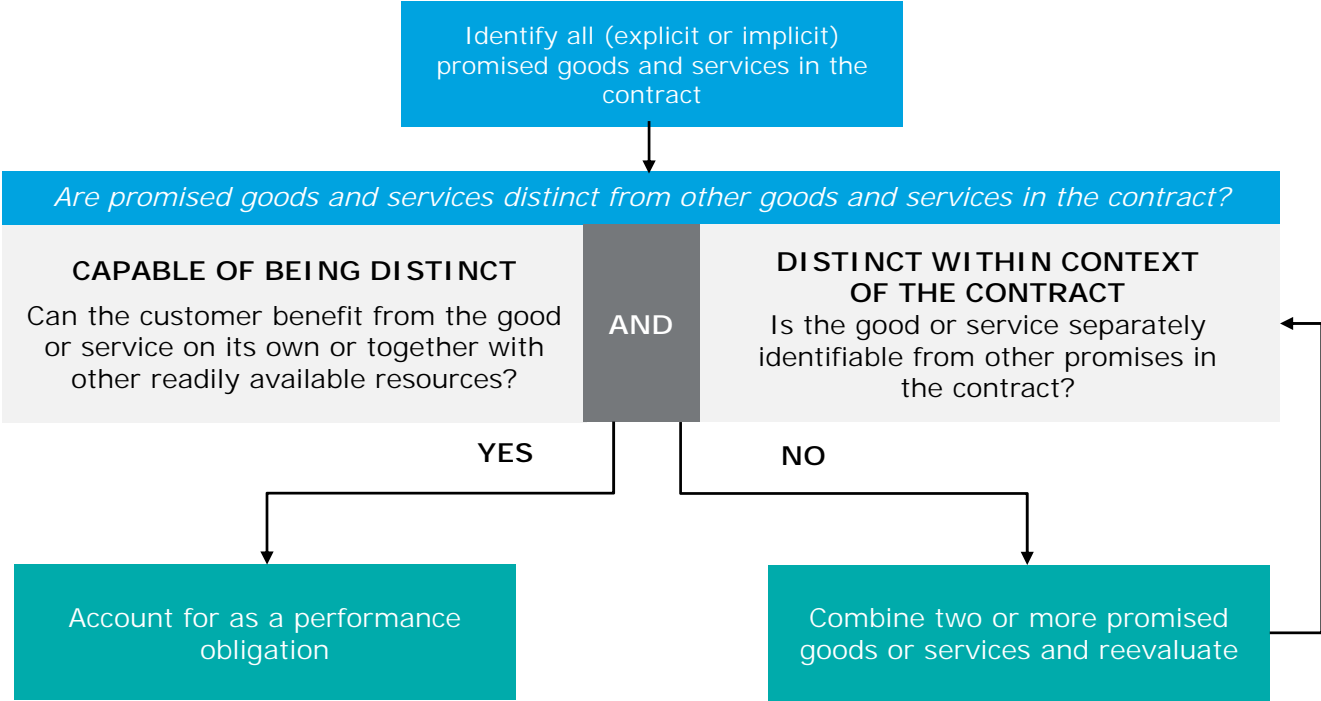 Identify all (explicit or implicit)
promised goods and services in the
contract
Are promised goods and services distinct from other goods and services in the contract?
CAPABLE OF BEING DISTINCT
Can the customer benefit from the good
or service on its own or together with
other readily available resources?
AND
DISTINCT WITHIN CONTEXT
OF THE CONTRACT
Is the good or service separately
identifiable from other promises in
the contract?
YES
NO
Account for as a performance
obligation
Combine two or more promised
goods or services and reevaluate